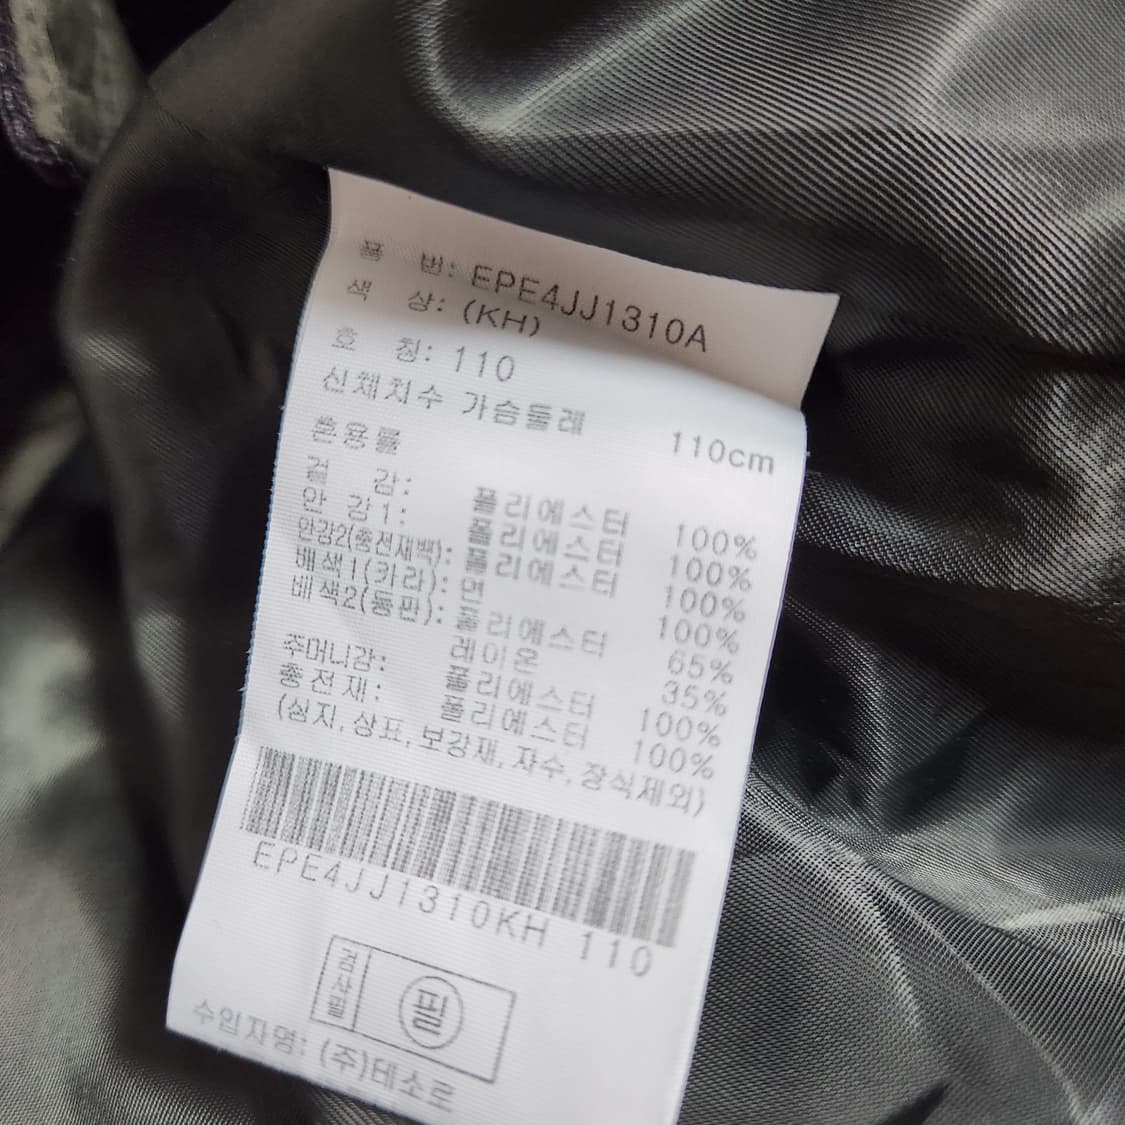 품 번: EPE4JJ1310A
색 상: (KH)
호 칭: 110
신체치수 가슴둘레 110cm
혼용률
겉 감: 폴리에스터 100%
안 감1: 폴리에스터 100%
안감2(충전재백): 폴리에스터 100%
배색1(카라): 면 100%
배색2(등판): 폴리에스터 65%
레이온 35%
주머니감: 폴리에스터 100%
충전재: 폴리에스터 100%
(심지, 상표, 보강재, 자수, 장식제외)
EPE4JJ1310KH 110
검사필 필
수입자명: (주)테소로